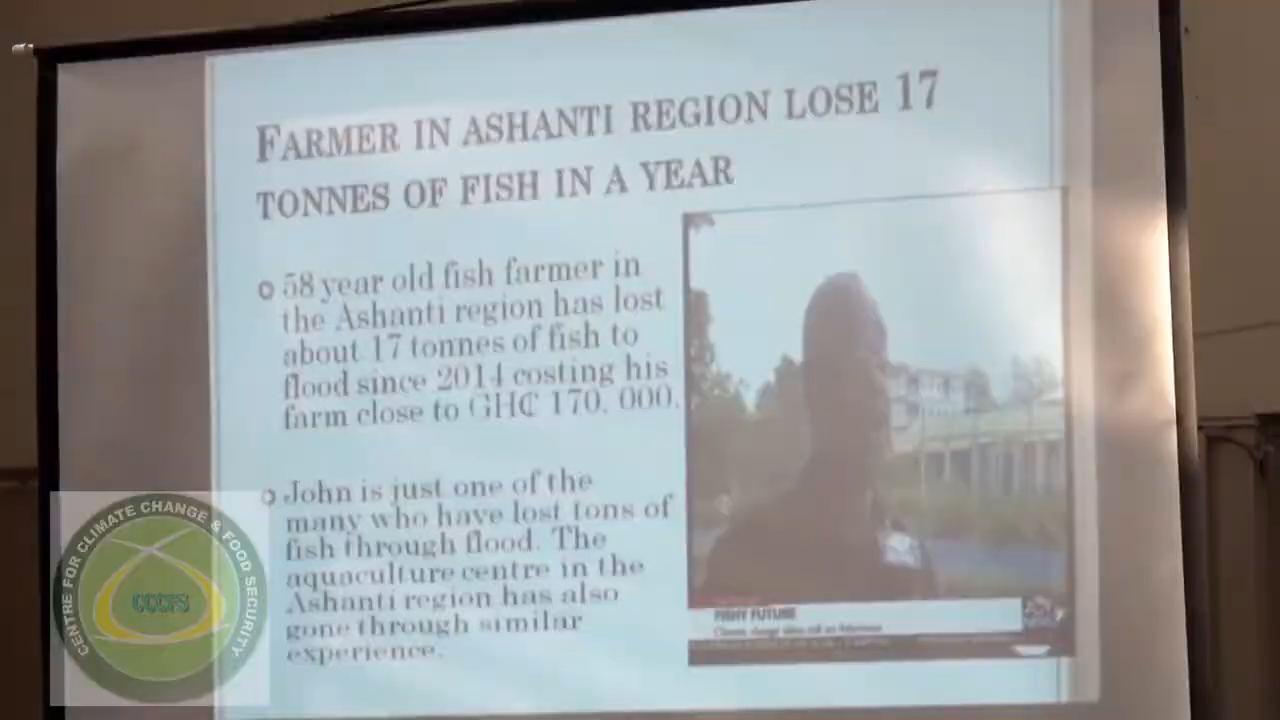 FARMER IN ASHANTI REGION LOSE 17
TONNES OF FISH IN A YEAR
58 year old fish farmer in
the Ashanti region has lost
about 17 tonnes of fish to
flood since 2014 costing his
farm close to GH₵ 170, 000.
John is just one of the
many who have lost tons of
fish through flood. The
aquaculture centre in the
Ashanti region has also
gone through similar
experience.
FISHY FUTURE
CENTRE FOR CLIMATE CHANGE & FOOD SECURITY
CCCFS